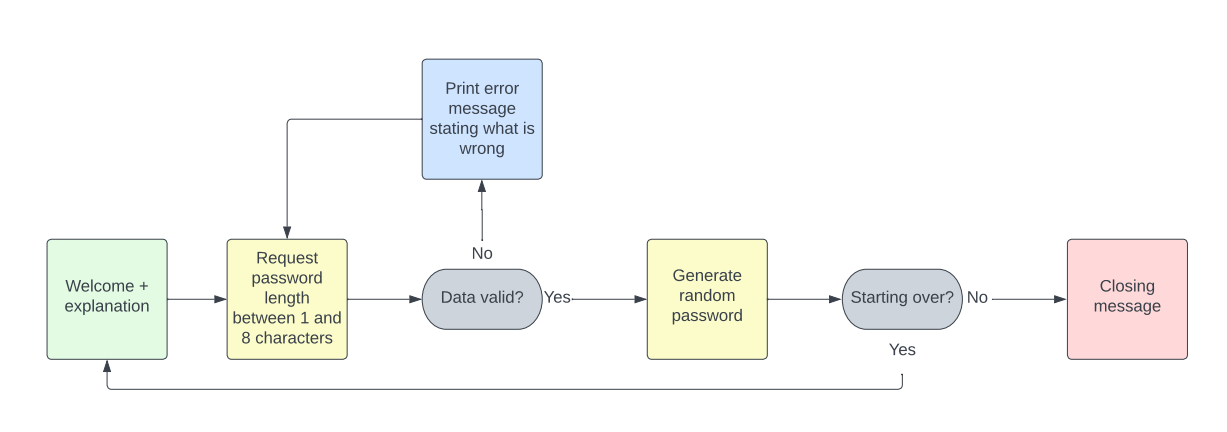 Print error
message
stating what is
wrong
No
Welcome +
explanation
Request
password
length
between 1 and
8 characters
Data valid?
Yes
Generate
random
password
Starting over?
No
Closing
message
Yes